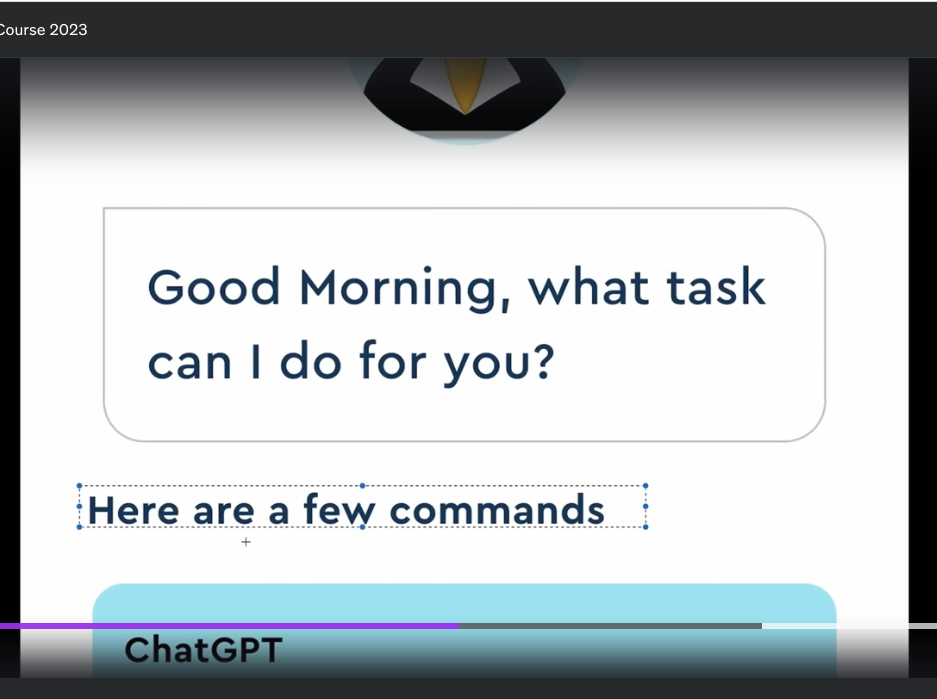 Course 2023
Good Morning, what task
can I do for you?
Here are a few commands
ChatGPT